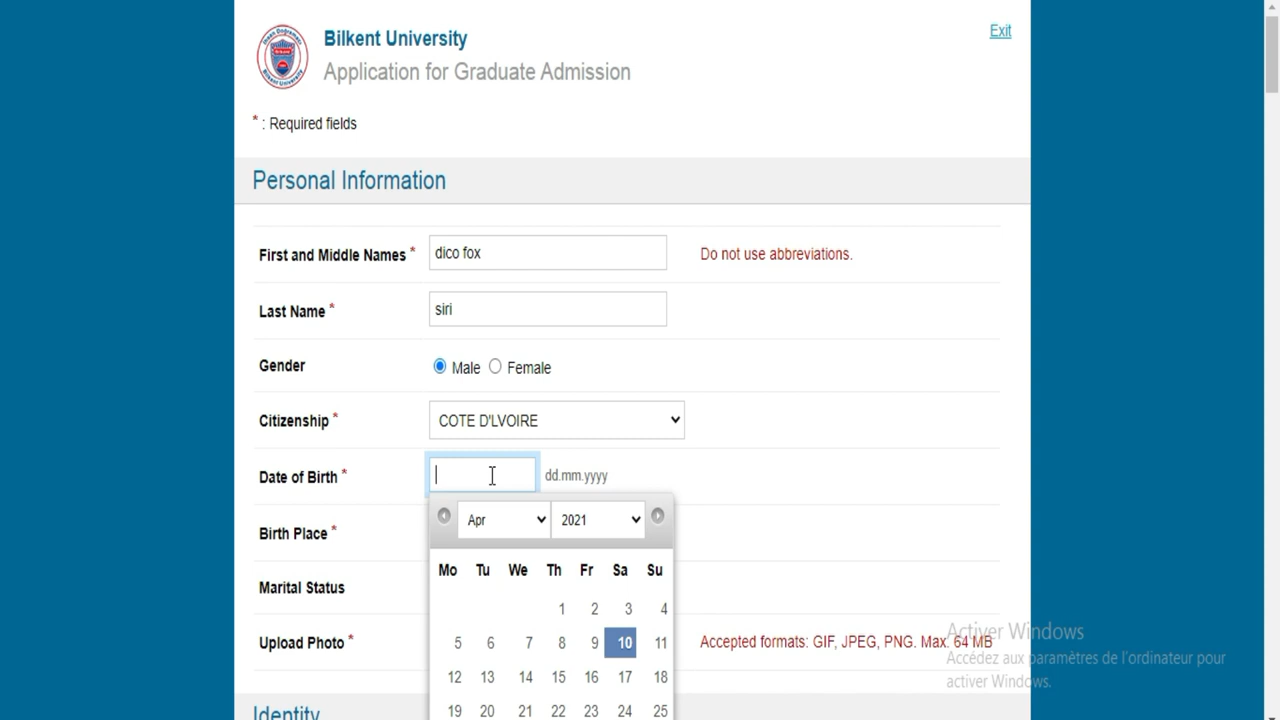 Bilkent University
Exit
Application for Graduate Admission
* : Required fields
Personal Information
First and Middle Names * dico fox Do not use abbreviations.
Last Name * siri
Gender Male Female
Citizenship * COTE D'LVOIRE
Date of Birth * dd.mm.yyyy
Apr 2021
Birth Place *
Mo Tu We Th Fr Sa Su
Marital Status
1 2 3 4
Upload Photo * 5 6 7 8 9 10 11 Accepted formats: GIF, JPEG, PNG. Max. 64 MB
12 13 14 15 16 17 18
19 20 21 22 23 24 25
Identity
Activer Windows
Accédez aux paramètres de l'ordinateur pour
activer Windows.